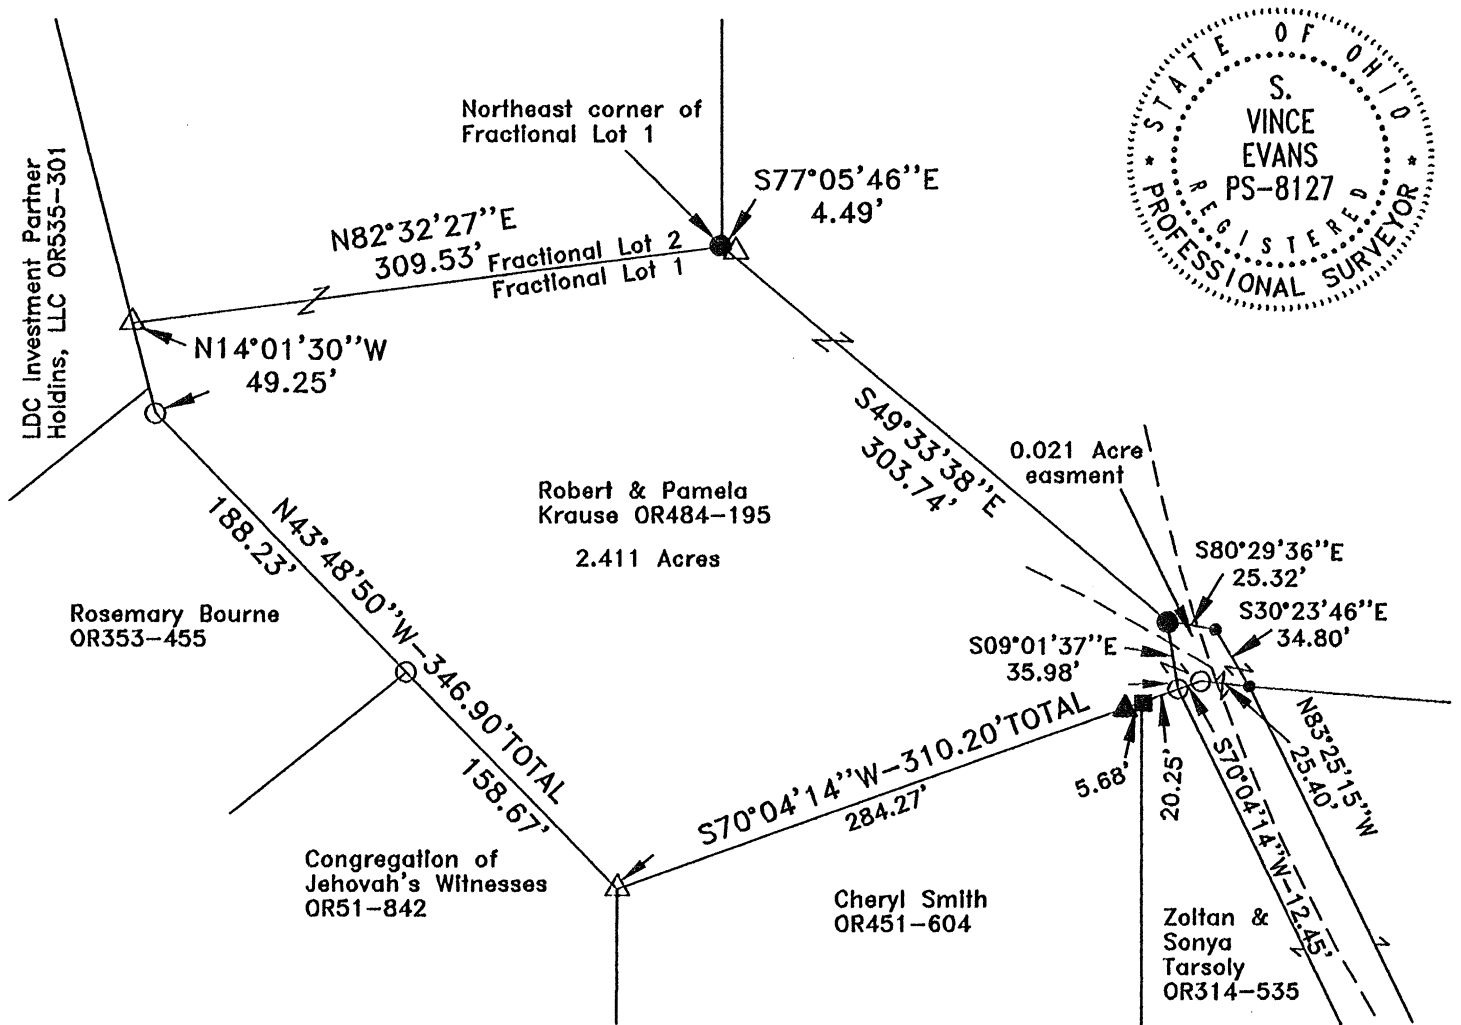 STATE OF OHIO
S.
VINCE
EVANS
PS-8127
REGISTERED
* PROFESSIONAL SURVEYOR *
Northeast corner of
Fractional Lot 1
S77°05'46''E
4.49'
LDC Investment Partner
Holdins, LLC OR535-301
N82°32'27''E
309.53'
Fractional Lot 2
Fractional Lot 1
N14°01'30''W
49.25'
S49°33'38''E
303.74'
0.021 Acre
easment
Robert & Pamela
Krause OR484-195
2.411 Acres
S80°29'36''E
25.32'
S30°23'46''E
34.80'
S09°01'37''E
35.98'
N43°48'50''W-346.90'TOTAL
188.23'
158.67'
Rosemary Bourne
OR353-455
S70°04'14''W-310.20'TOTAL
284.27'
5.68'
20.25'
S70°04'14''W-12.45'
N83°25'15''W
25.40'
Congregation of
Jehovah's Witnesses
OR51-842
Cheryl Smith
OR451-604
Zoltan &
Sonya
Tarsoly
OR314-535